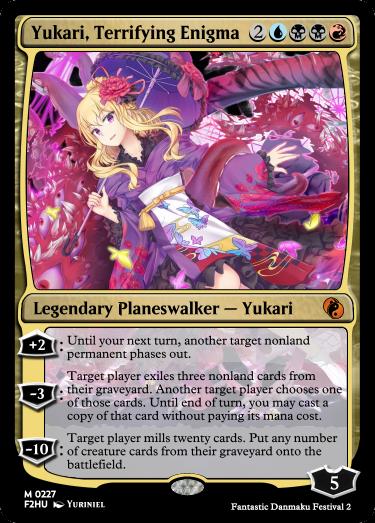 Yukari, Terrifying Enigma 2
Legendary Planeswalker — Yukari
+2: Until your next turn, another target nonland
permanent phases out.
-3: Target player exiles three nonland cards from
their graveyard. Another target player chooses one
of those cards. Until end of turn, you may cast a
copy of that card without paying its mana cost.
-10: Target player mills twenty cards. Put any number
of creature cards from their graveyard onto the
battlefield.
5
M 0227
F2HU YURINIEL
Fantastic Danmaku Festival 2